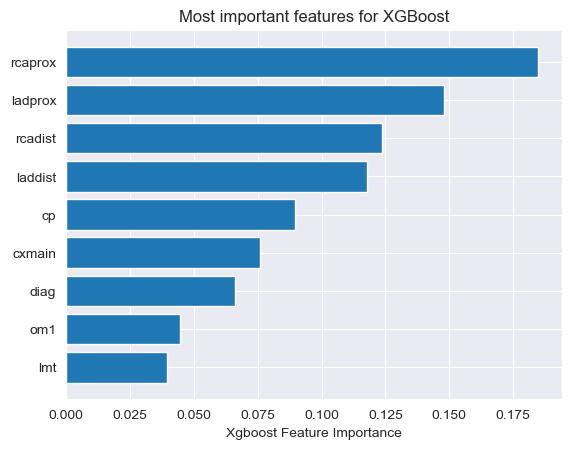 Most important features for XGBoost
rcaprox
ladprox
rcadist
laddist
cp
cxmain
diag
om1
lmt
0.000 0.025 0.050 0.075 0.100 0.125 0.150 0.175
Xgboost Feature Importance